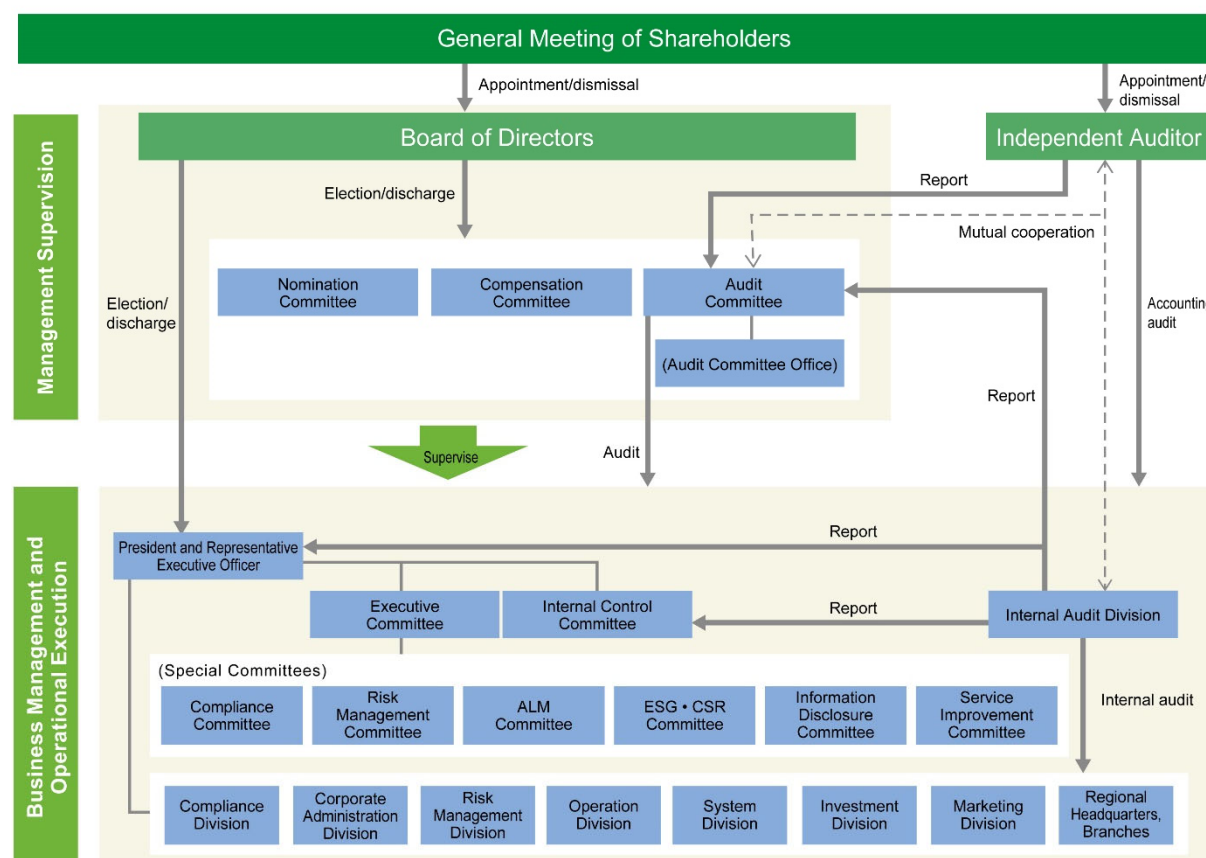 General Meeting of Shareholders
Appointment/dismissal
Appointment/
dismissal
Management Supervision
Board of Directors
Independent Auditor
Election/discharge
Report
Mutual cooperation
Nomination
Committee
Compensation
Committee
Audit
Committee
Election/
discharge
Accounting
audit
(Audit Committee Office)
Report
Supervise
Audit
Business Management and
Operational Execution
President and Representative
Executive Officer
Report
Executive
Committee
Internal Control
Committee
Report
Internal Audit Division
(Special Committees)
Compliance
Committee
Risk
Management
Committee
ALM
Committee
ESG • CSR
Committee
Information
Disclosure
Committee
Service
Improvement
Committee
Internal audit
Compliance
Division
Corporate
Administration
Division
Risk
Management
Division
Operation
Division
System
Division
Investment
Division
Marketing
Division
Regional
Headquarters,
Branches